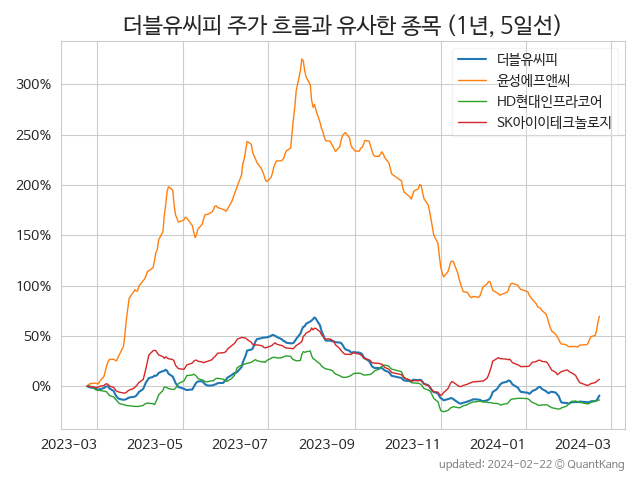 더블유씨피 주가 흐름과 유사한 종목 (1년, 5일선)
더블유씨피
윤성에프앤씨
HD현대인프라코어
SK아이이테크놀로지
300%
250%
200%
150%
100%
50%
0%
2023-03 2023-05 2023-07 2023-09 2023-11 2024-01 2024-03
updated: 2024-02-22 © QuantKang